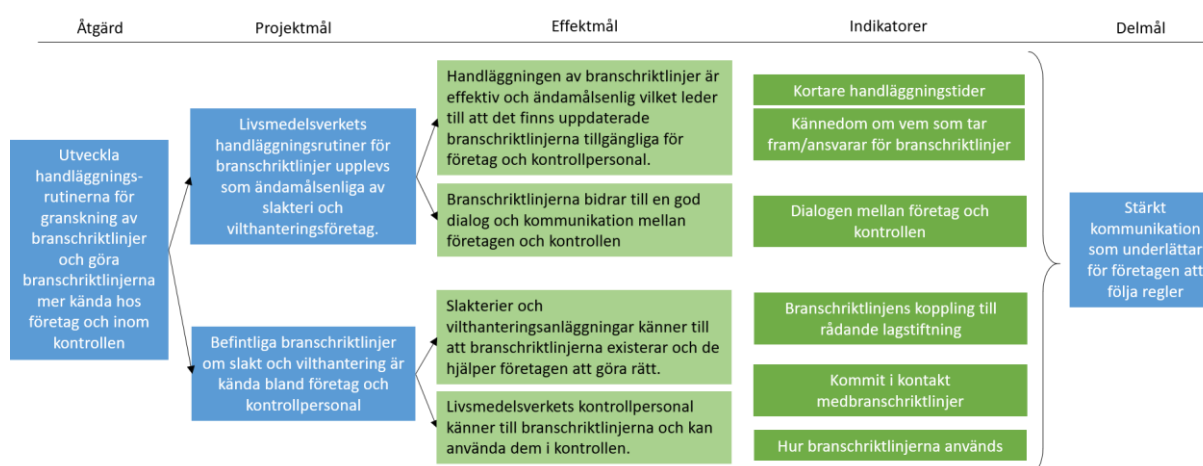 Åtgärd
Projektmål
Effektmål
Indikatorer
Delmål
Utveckla
handläggnings-
rutinerna för
granskning av
branschriktlinjer
och göra
branschriktlinjerna
mer kända hos
företag och inom
kontrollen
Livsmedelsverkets
handläggningsrutiner för
branschriktlinjer upplevs
som ändamålsenliga av
slakteri och
vilthanteringsföretag.
Befintliga branschriktlinjer
om slakt och vilthantering är
kända bland företag och
kontrollpersonal
Handläggningen av branschriktlinjer är
effektiv och ändamålsenlig vilket leder
till att det finns uppdaterade
branschriktlinjerna tillgängliga för
företag och kontrollpersonal.
Branschriktlinjerna bidrar till en god
dialog och kommunikation mellan
företagen och kontrollen
Slakterier och
vilthanteringsanläggningar känner till
att branschriktlinjerna existerar och de
hjälper företagen att göra rätt.
Livsmedelsverkets kontrollpersonal
känner till branschriktlinjerna och kan
använda dem i kontrollen.
Kortare handläggningstider
Kännedom om vem som tar
fram/ansvarar för branschriktlinjer
Dialogen mellan företag och
kontrollen
Branschriktlinjens koppling till
rådande lagstiftning
Kommit i kontakt
medbranschriktlinjer
Hur branschriktlinjerna används
Stärkt
kommunikation
som underlättar
för företagen att
följa regler